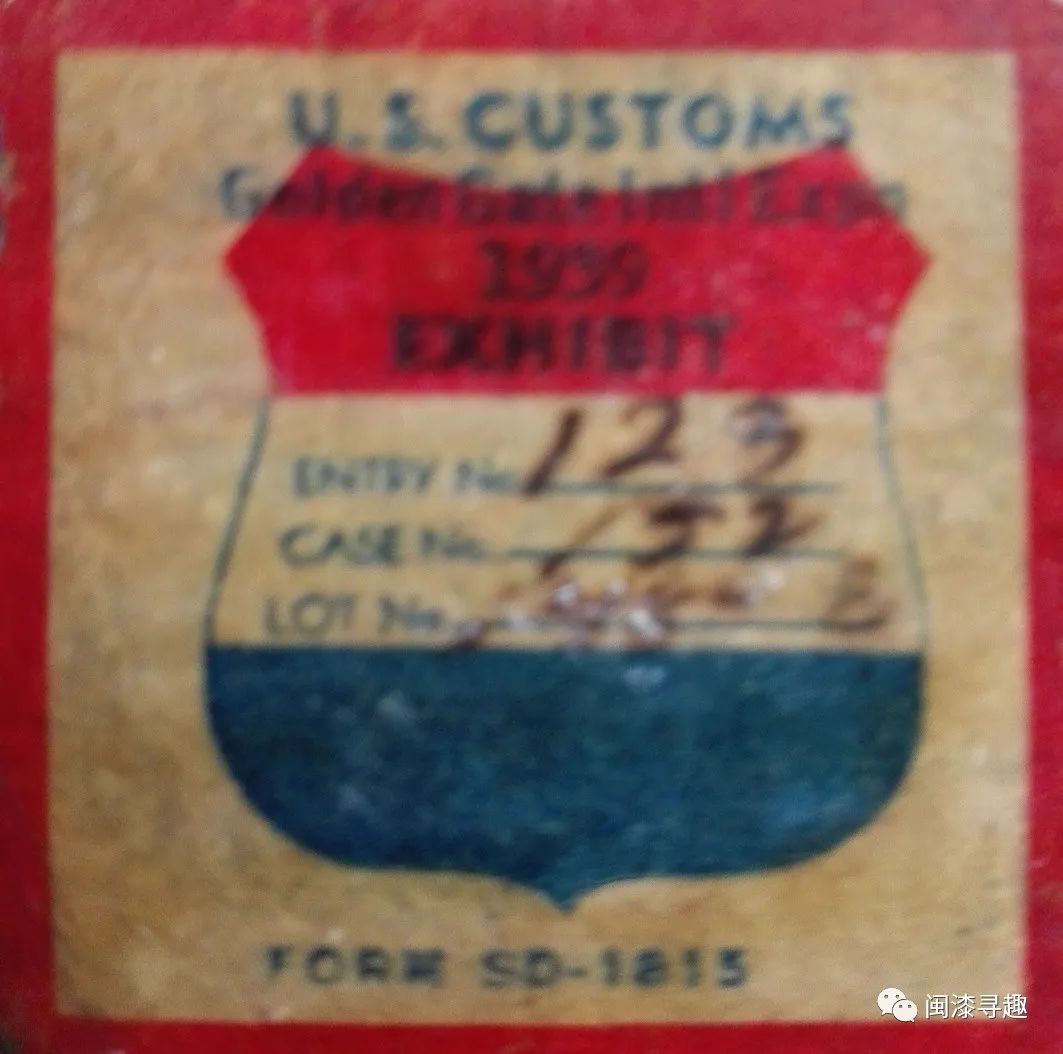 U. S. CUSTOMS
Golden Gate Int'l Expo
1939
EXHIBIT
ENTRY No. 123
CASE No. 152
LOT No.
FORM SD-1815
闽漆寻趣